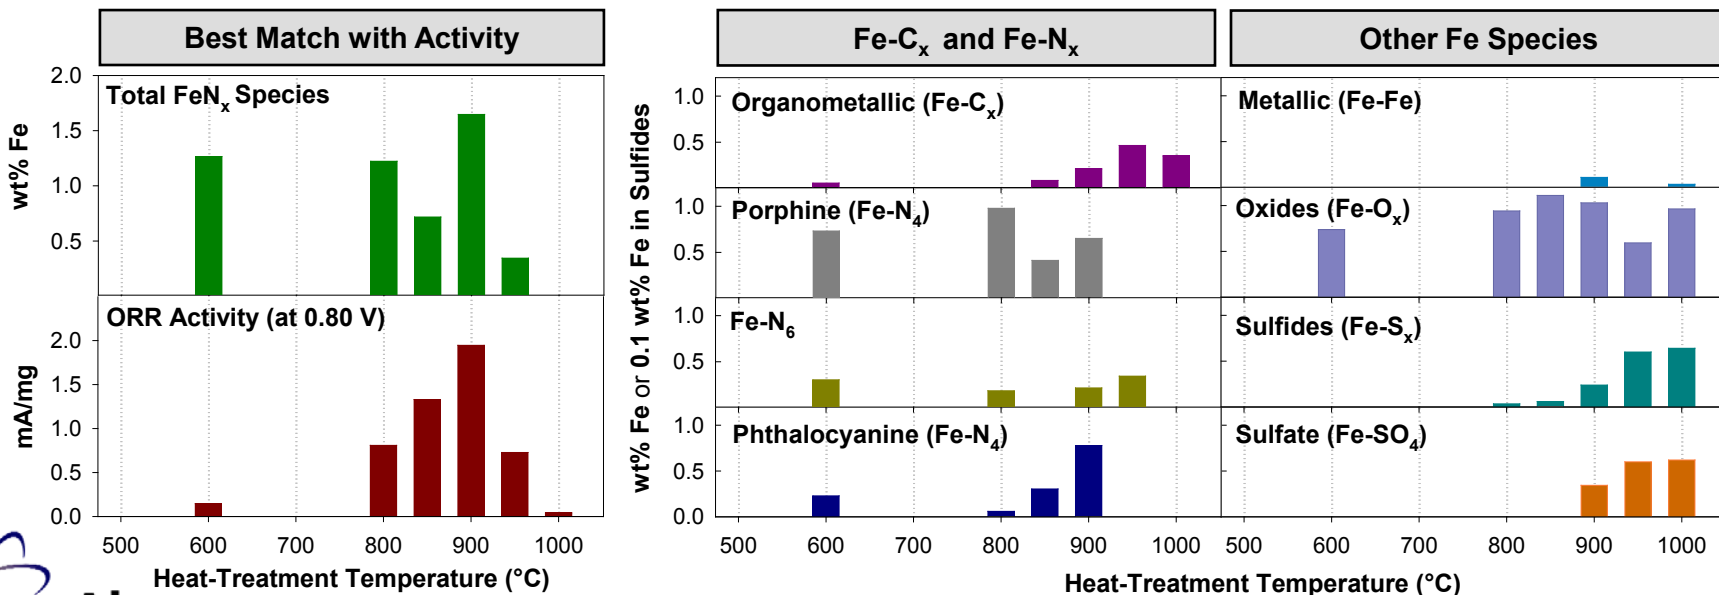 Best Match with Activity
Fe-Cx and Fe-Nx
Other Fe Species
2.0
1.5
1.0
0.5
wt% Fe
Total FeNx Species
2.0
1.5
1.0
0.5
0.0
mA/mg
ORR Activity (at 0.80 V)
500 600 700 800 900 1000
Heat-Treatment Temperature (°C)
wt% Fe or 0.1 wt% Fe in Sulfides
1.0
0.5
Organometallic (Fe-Cx)
1.0
0.5
Porphine (Fe-N4)
1.0
0.5
Fe-N6
1.0
0.5
0.0
Phthalocyanine (Fe-N4)
500 600 700 800 900 1000
Metallic (Fe-Fe)
Oxides (Fe-Ox)
Sulfides (Fe-Sx)
Sulfate (Fe-SO4)
500 600 700 800 900 1000
Heat-Treatment Temperature (°C)